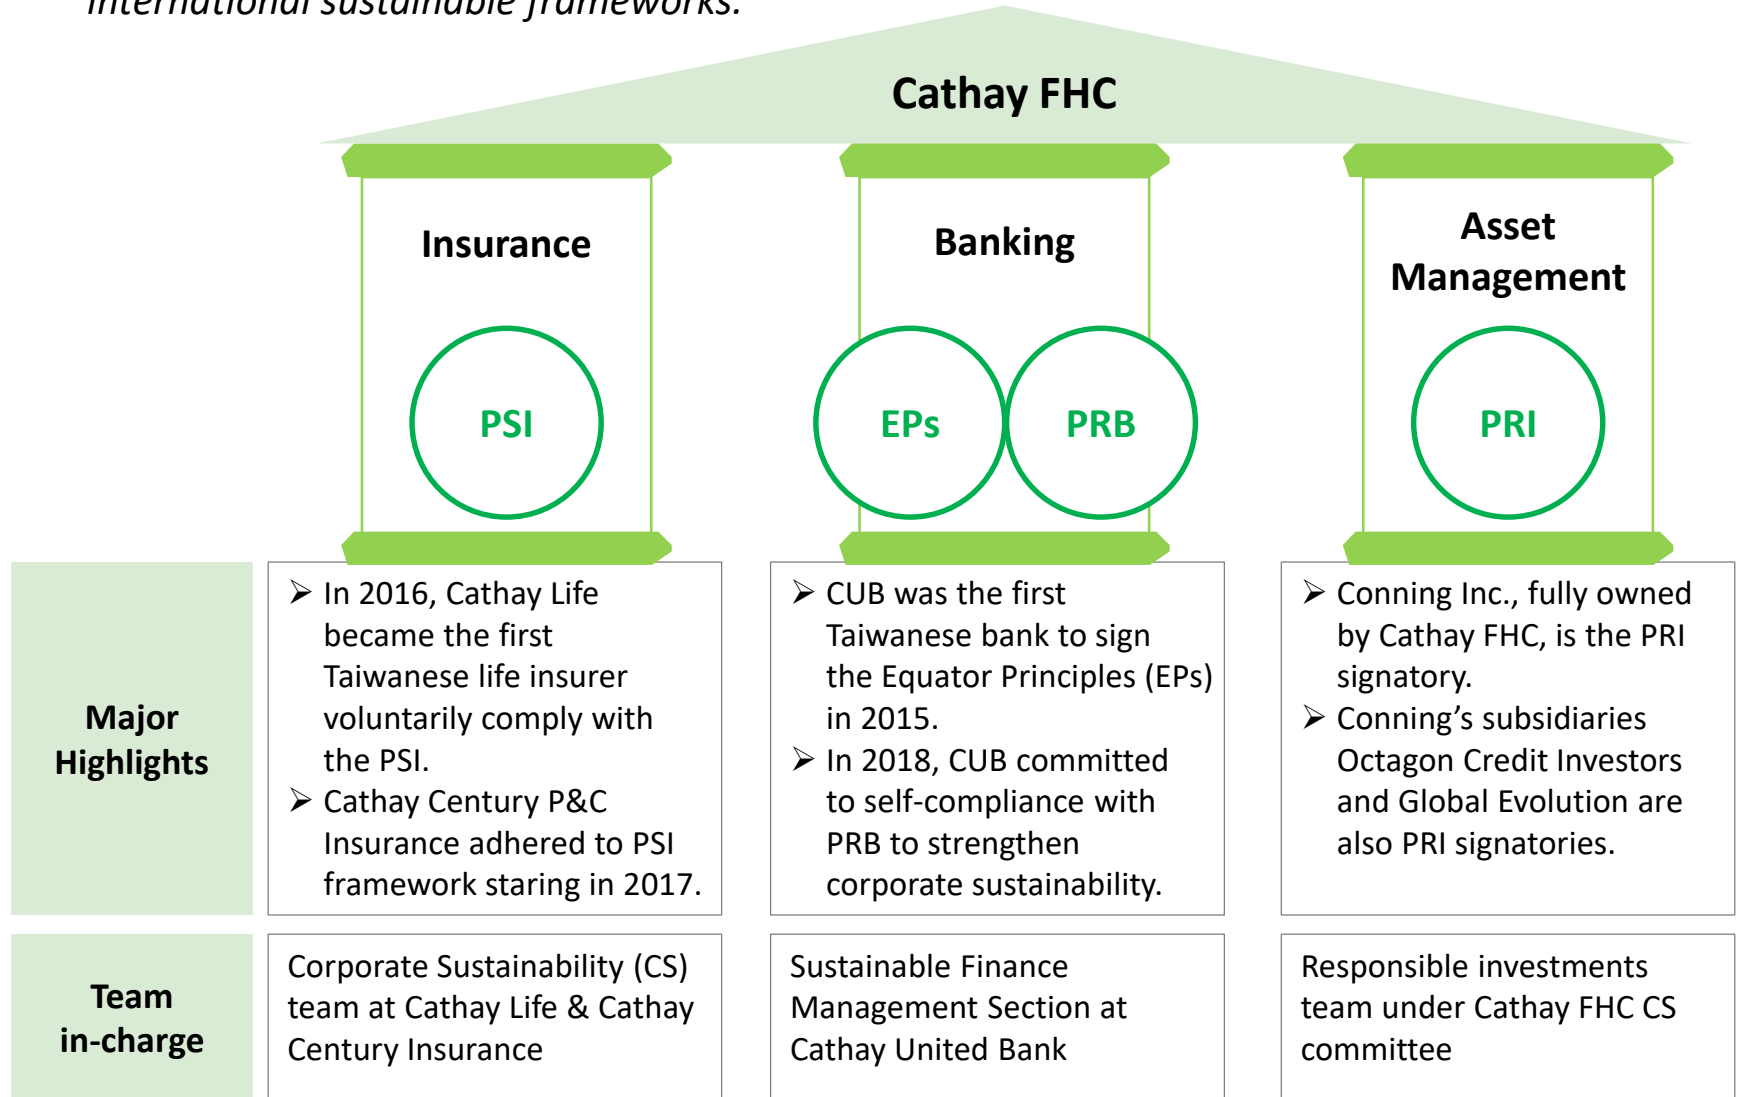 international sustainable frameworks.
Cathay FHC
Insurance
PSI
Banking
EPs
PRB
Asset
Management
PRI
Major
Highlights
➢ In 2016, Cathay Life
became the first
Taiwanese life insurer
voluntarily comply with
the PSI.
➢ Cathay Century P&C
Insurance adhered to PSI
framework staring in 2017.
➢ CUB was the first
Taiwanese bank to sign
the Equator Principles (EPs)
in 2015.
➢ In 2018, CUB committed
to self-compliance with
PRB to strengthen
corporate sustainability.
➢ Conning Inc., fully owned
by Cathay FHC, is the PRI
signatory.
➢ Conning’s subsidiaries
Octagon Credit Investors
and Global Evolution are
also PRI signatories.
Team
in-charge
Corporate Sustainability (CS)
team at Cathay Life & Cathay
Century Insurance
Sustainable Finance
Management Section at
Cathay United Bank
Responsible investments
team under Cathay FHC CS
committee